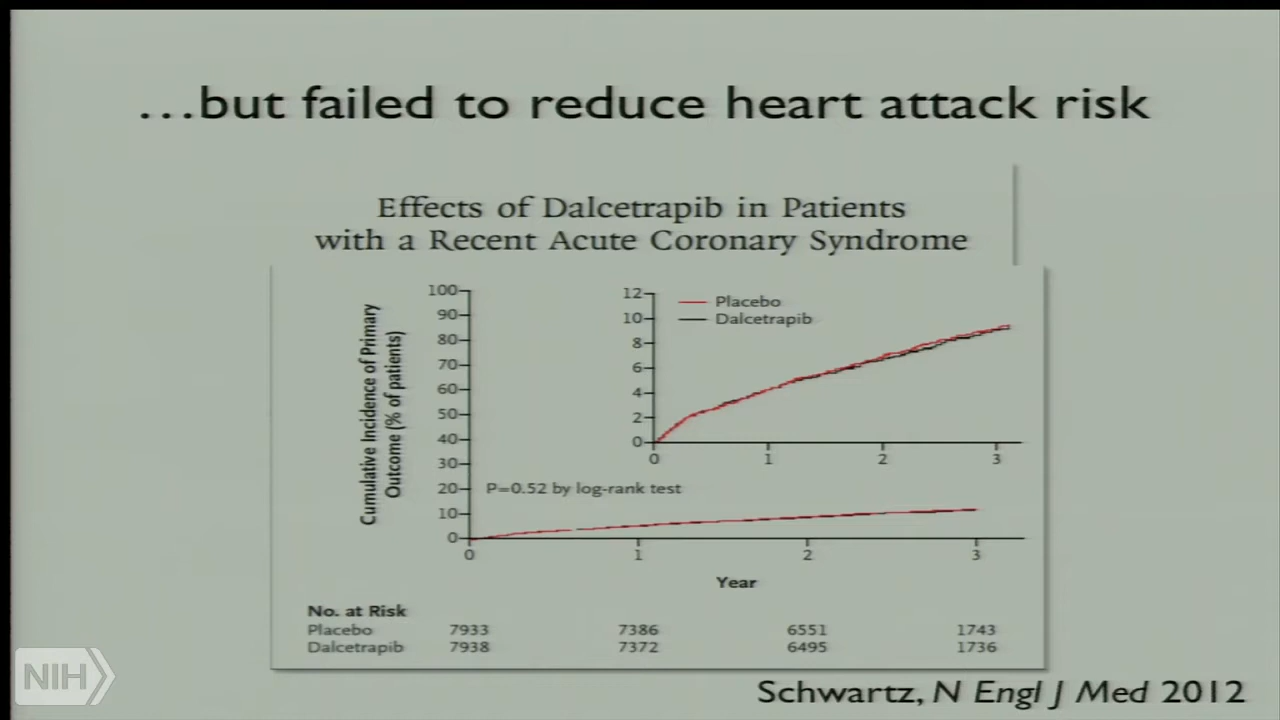 ...but failed to reduce heart attack risk
Effects of Dalcetrapib in Patients
with a Recent Acute Coronary Syndrome
Cumulative Incidence of Primary
Outcome (% of patients)
100
90
80
70
60
50
40
30
20
10
0
0 1 2 3
12
10
8
6
4
2
0
0 1 2 3
Placebo
Dalcetrapib
P=0.52 by log-rank test
Year
No. at Risk
Placebo 7933 7386 6551 1743
Dalcetrapib 7938 7372 6495 1736
NIH
Schwartz, N Engl J Med 2012